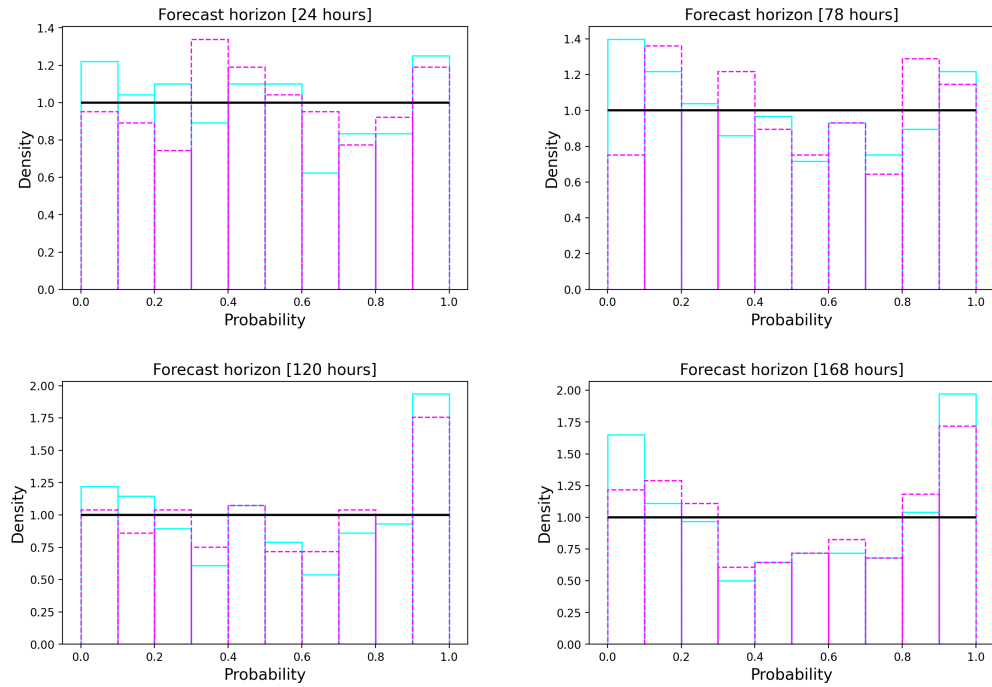 Forecast horizon [24 hours]
Density
1.4
1.2
1.0
0.8
0.6
0.4
0.2
0.0
0.0 0.2 0.4 0.6 0.8 1.0
Probability
Forecast horizon [78 hours]
Density
1.4
1.2
1.0
0.8
0.6
0.4
0.2
0.0
0.0 0.2 0.4 0.6 0.8 1.0
Probability
Forecast horizon [120 hours]
Density
2.00
1.75
1.50
1.25
1.00
0.75
0.50
0.25
0.00
0.0 0.2 0.4 0.6 0.8 1.0
Probability
Forecast horizon [168 hours]
Density
2.00
1.75
1.50
1.25
1.00
0.75
0.50
0.25
0.00
0.0 0.2 0.4 0.6 0.8 1.0
Probability